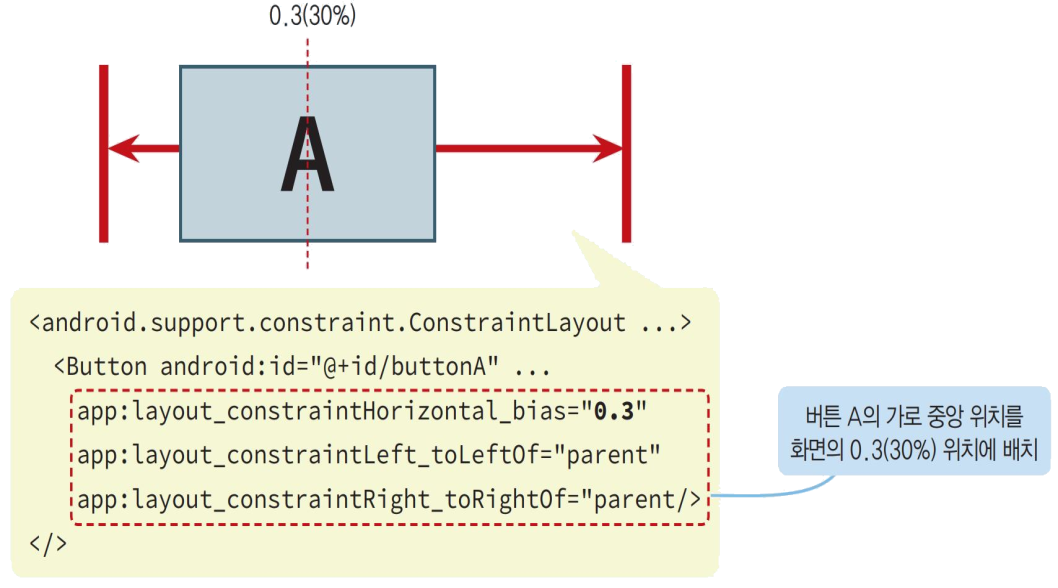 0.3(30%)
A
<android.support.constraint.ConstraintLayout ...>
<Button android:id="@+id/buttonA" ...
app:layout_constraintHorizontal_bias="0.3"
app:layout_constraintLeft_toLeftOf="parent"
app:layout_constraintRight_toRightOf="parent/>
</>
버튼 A의 가로 중앙 위치를
화면의 0.3(30%) 위치에 배치